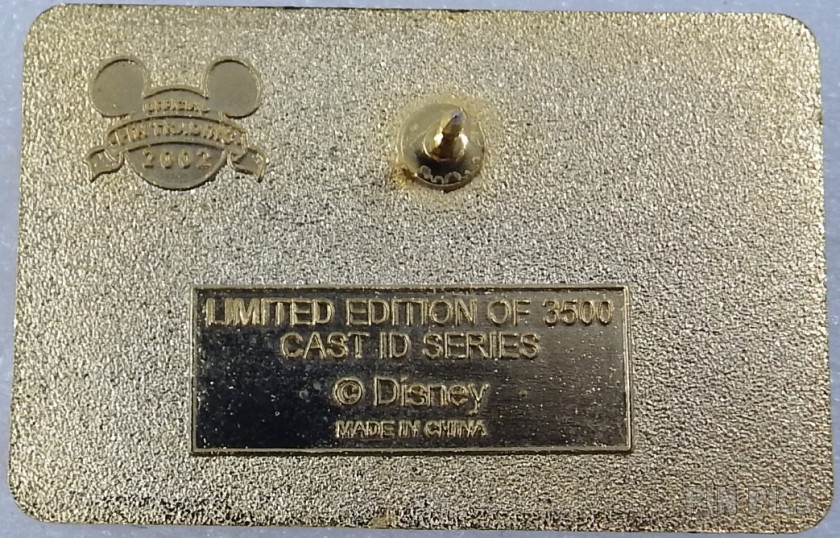 OFFICIAL
PIN TRADING
2002
LIMITED EDITION OF 3500
CAST ID SERIES
© Disney
MADE IN CHINA
PIN PICS